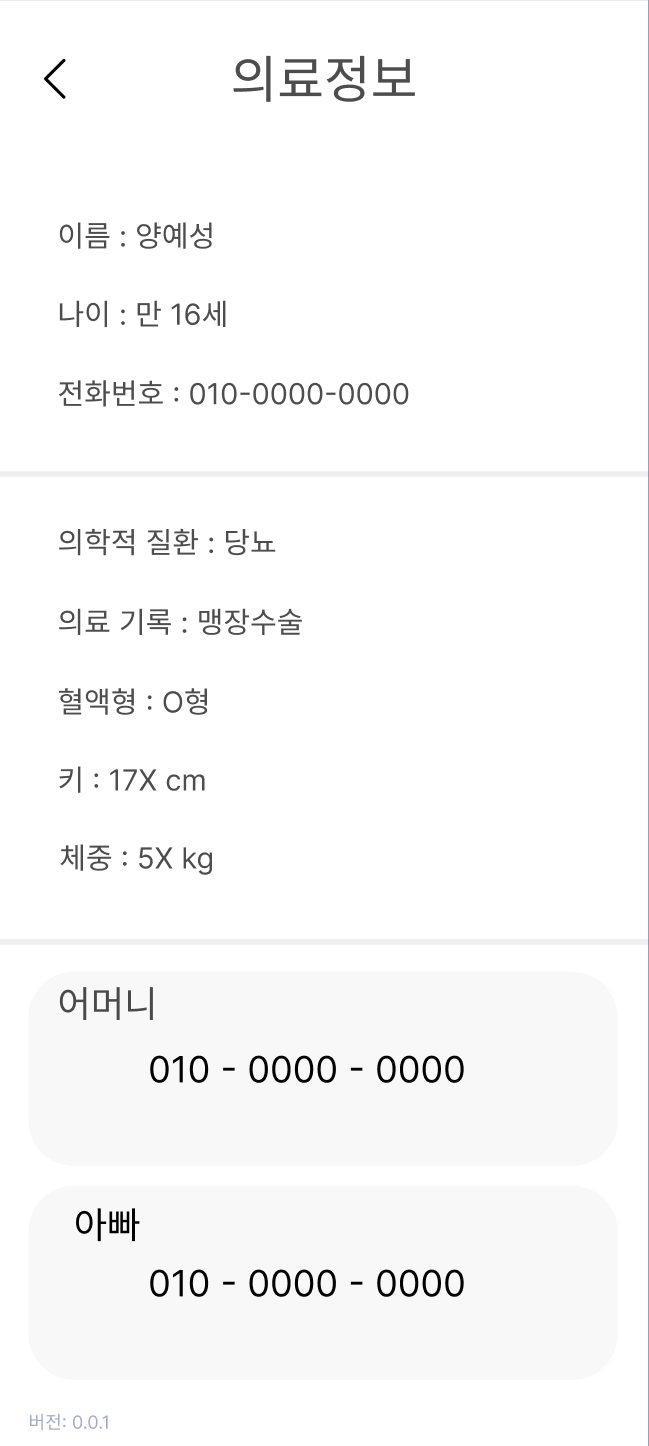 의료정보
이름 : 양예성
나이 : 만 16세
전화번호 : 010-0000-0000
의학적 질환 : 당뇨
의료 기록 : 맹장수술
혈액형 : O형
키 : 17X cm
체중 : 5X kg
어머니
010 - 0000 - 0000
아빠
010 - 0000 - 0000
버전: 0.0.1